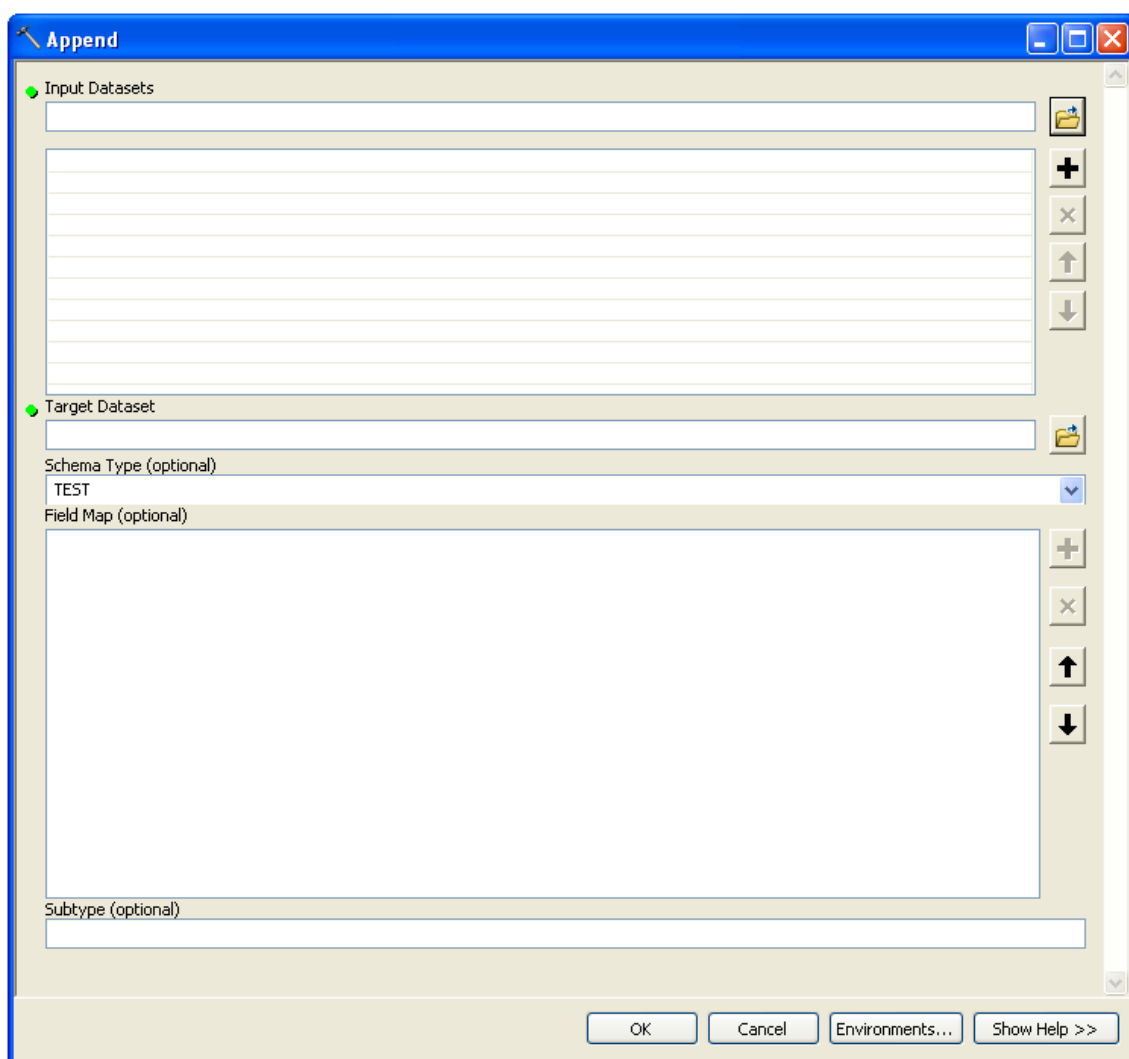 Append
Input Datasets
Target Dataset
Schema Type (optional)
TEST
Field Map (optional)
Subtype (optional)
OK Cancel Environments... Show Help >>